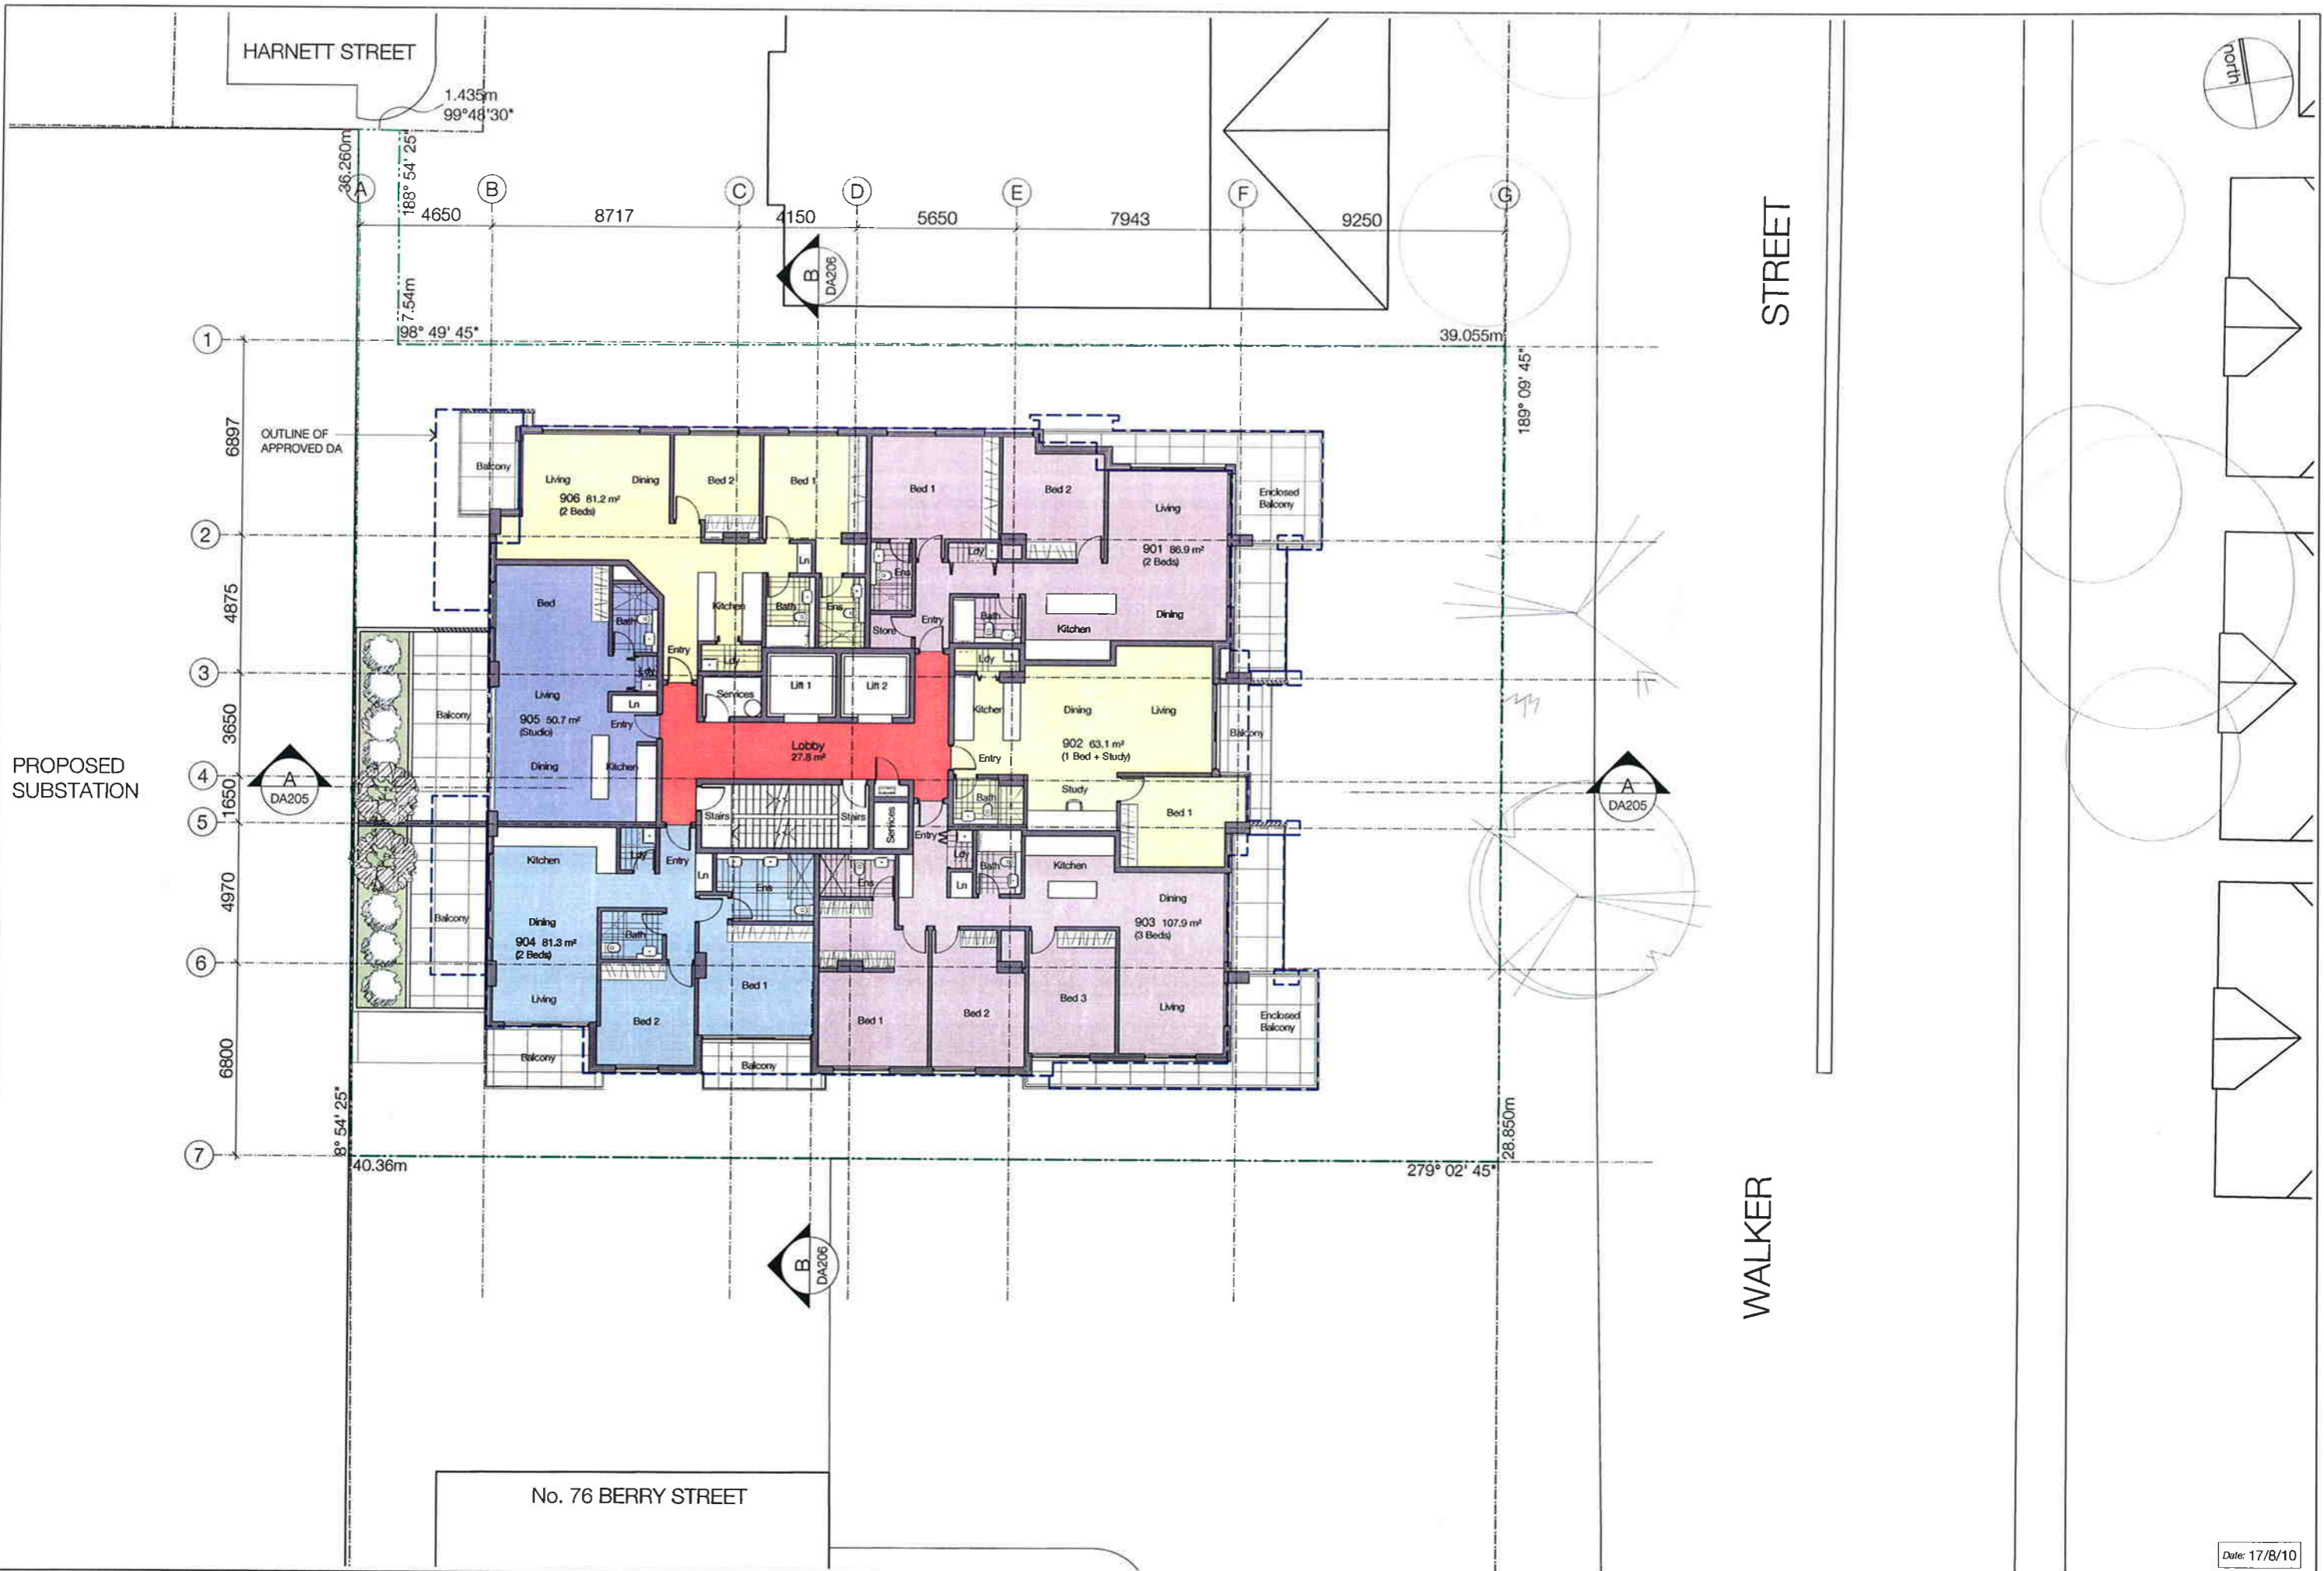 HARNETT STREET
1.435m
99°48'30"
36.260m
188° 54' 25"
7.54m
98° 49' 45"
39.055m
189° 09' 45"
north
A
B
C
D
E
F
G
4650
8717
4150
5650
7943
9250
B
DA206
STREET
1
2
3
4
5
6
7
6897
4875
3650
1650
4970
6800
OUTLINE OF
APPROVED DA
PROPOSED
SUBSTATION
A
DA205
Balcony
Living
Dining
906 81.2 m²
(2 Beds)
Bed 2
Bed 1
Ln
Kitchen
Bath
Ens
Entry
Ldy
Bed 1
Bed 2
Living
Enclosed
Balcony
901 86.9 m²
(2 Beds)
Ldy
Ens
Store
Entry
Bath
Kitchen
Dining
Bed
Bath
Ldy
Living
Ln
905 50.7 m²
(Studio)
Entry
Dining
Kitchen
Balcony
Services
Lift 1
Lift 2
Lobby
27.8 m²
Stairs
Stairs
Services
Ldy
Kitchen
Dining
Living
902 63.1 m²
(1 Bed + Study)
Entry
Bath
Study
Bed 1
Balcony
A
DA205
Kitchen
Ldy
Entry
Ln
Ens
Dining
904 81.3 m²
(2 Beds)
Bath
Living
Bed 2
Bed 1
Balcony
Balcony
Balcony
Entry
Ldy
Bath
Ens
Ln
Kitchen
Dining
903 107.9 m²
(3 Beds)
Bed 1
Bed 2
Bed 3
Living
Enclosed
Balcony
8° 54' 25"
40.36m
279° 02' 45"
28.850m
B
DA206
WALKER
No. 76 BERRY STREET
Date: 17/8/10